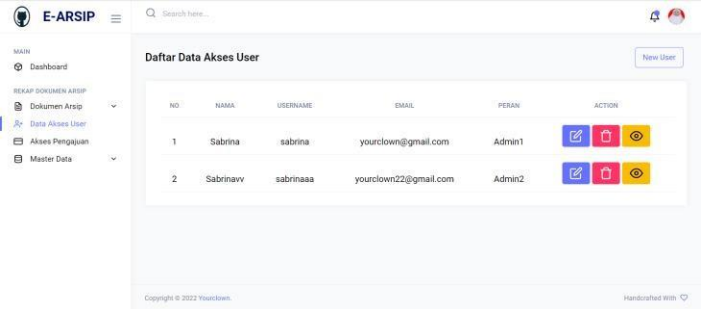 E-ARSIP
Search here...
MAIN
Dashboard
REKAP DOKUMEN ARSIP
Dokumen Arsip
Data Akses User
Akses Pengajuan
Master Data
Daftar Data Akses User
New User
NO NAMA USERNAME EMAIL PERAN ACTION
1 Sabrina sabrina yourclown@gmail.com Admin1
2 Sabrinavv sabrinaaa yourclown22@gmail.com Admin2
Copyright © 2022 Yourclown.
Handcrafted With